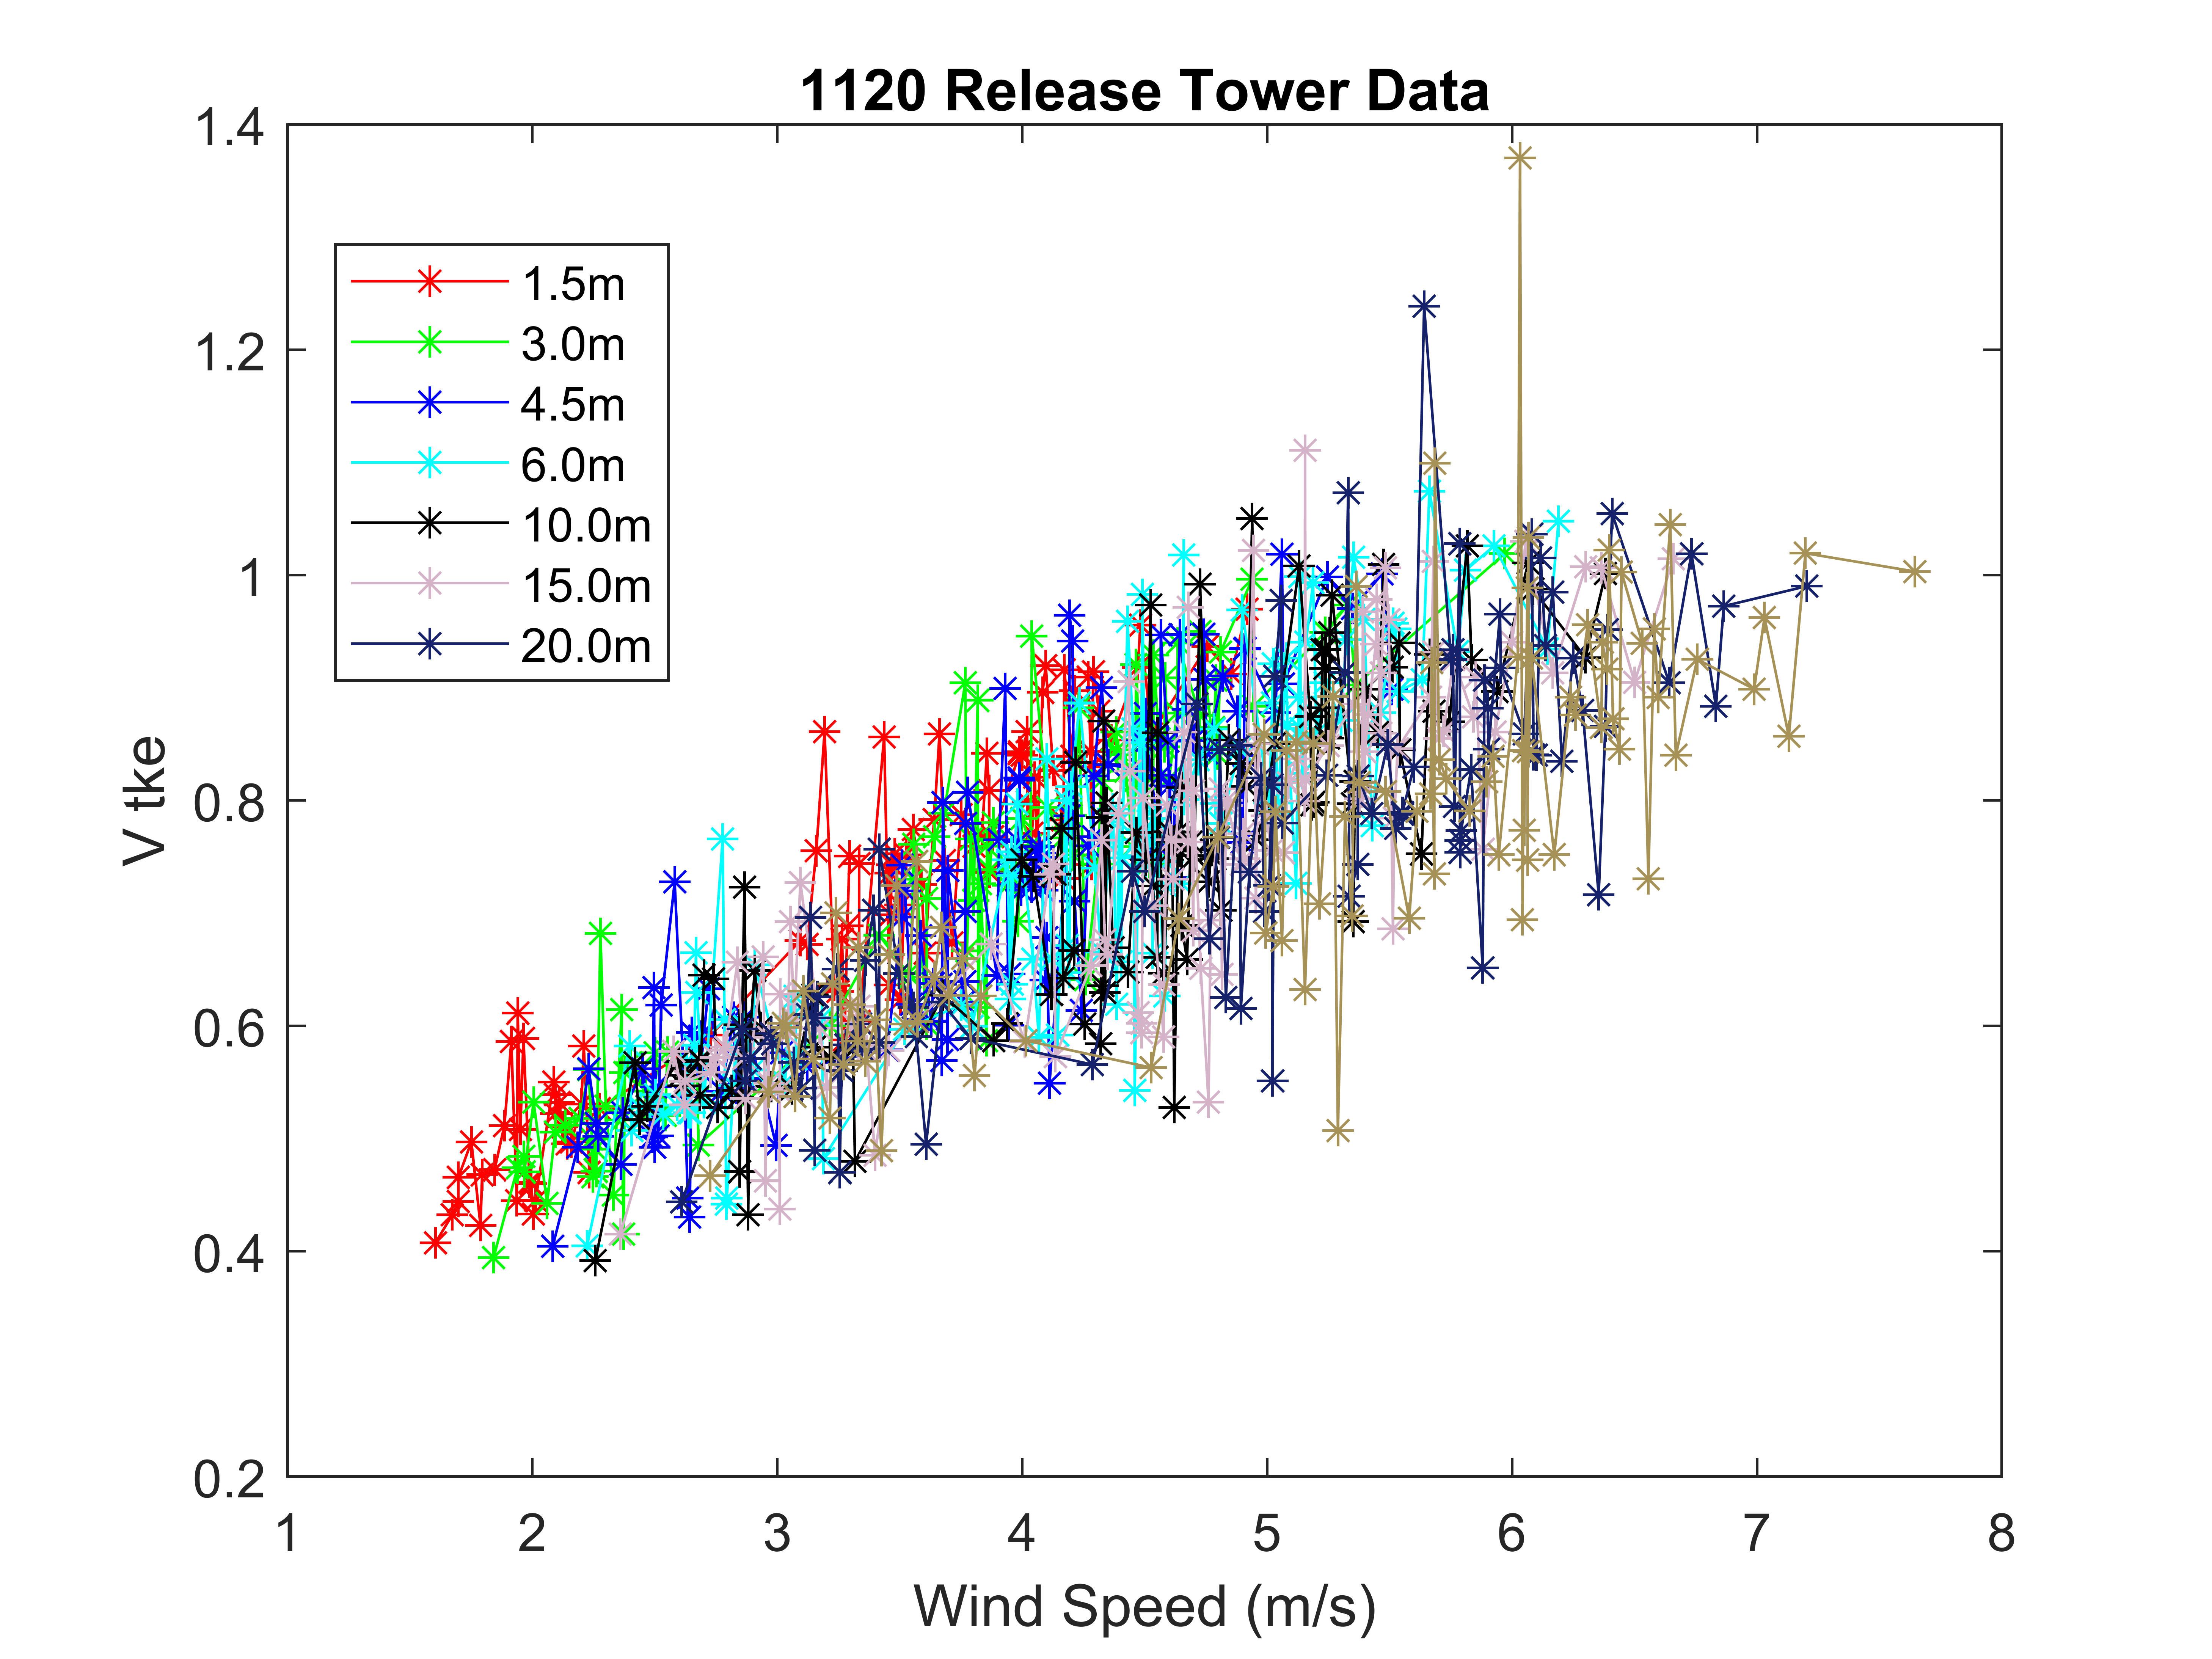 1120 Release Tower Data
1.4
1.2
1
0.8
0.6
0.4
0.2
V tke
1.5m
3.0m
4.5m
6.0m
10.0m
15.0m
20.0m
1 2 3 4 5 6 7 8
Wind Speed (m/s)